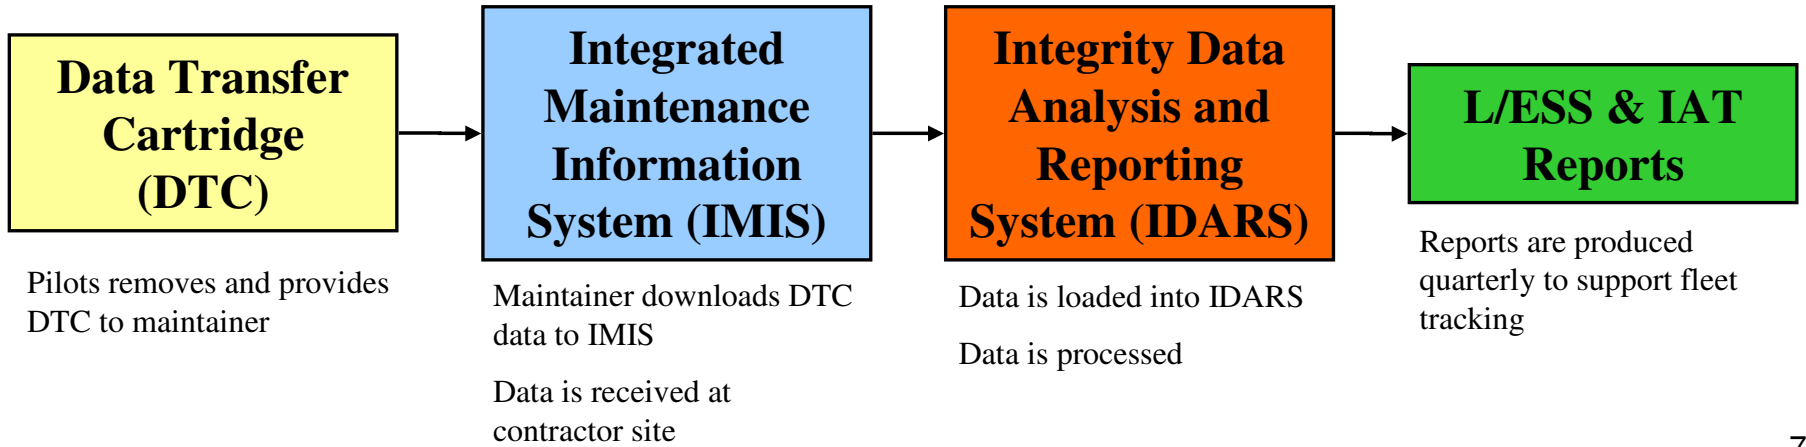 Data Transfer
Cartridge
(DTC)
Pilots removes and provides
DTC to maintainer
Integrated
Maintenance
Information
System (IMIS)
Maintainer downloads DTC
data to IMIS
Data is received at
contractor site
Integrity Data
Analysis and
Reporting
System (IDARS)
Data is loaded into IDARS
Data is processed
L/ESS & IAT
Reports
Reports are produced
quarterly to support fleet
tracking
7